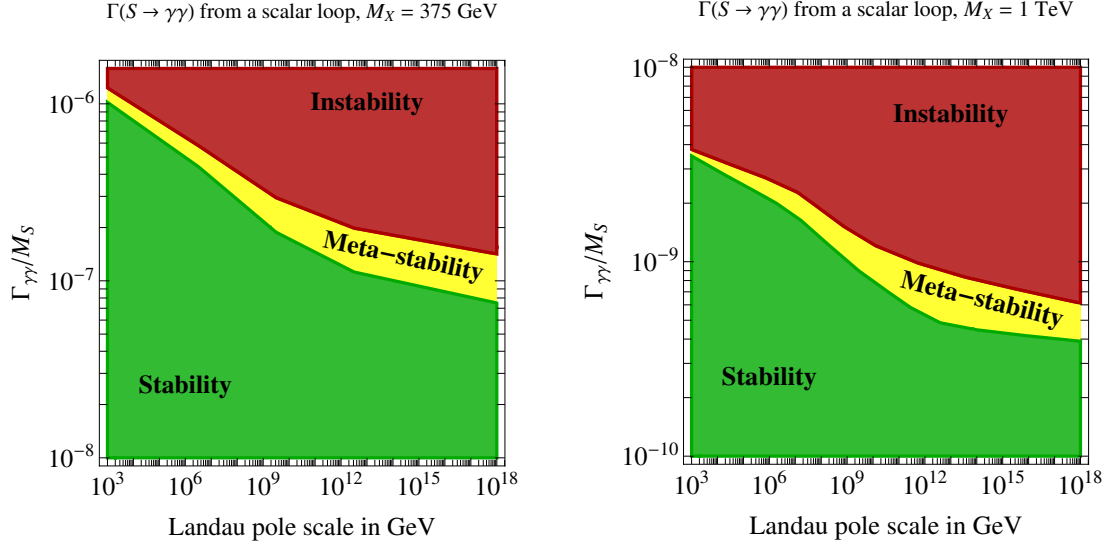 Γ(S → γγ) from a scalar loop, M_X = 375 GeV
10^−6
10^−7
10^−8
Γ_γγ/M_S
Instability
Meta−stability
Stability
10^3 10^6 10^9 10^12 10^15 10^18
Landau pole scale in GeV
Γ(S → γγ) from a scalar loop, M_X = 1 TeV
10^−8
10^−9
10^−10
Γ_γγ/M_S
Instability
Meta−stability
Stability
10^3 10^6 10^9 10^12 10^15 10^18
Landau pole scale in GeV